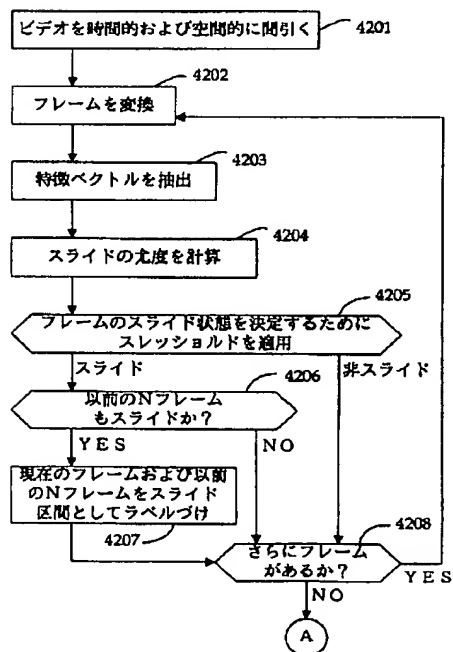 ビデオを時間的および空間的に間引く
4201
4202
フレームを変換
4203
特徴ベクトルを抽出
4204
スライドの尤度を計算
4205
フレームのスライド状態を決定するために
スレッショルドを適用
スライド
非スライド
4206
以前のNフレーム
もスライドか?
YES
NO
現在のフレームおよび以前
のNフレームをスライド
区間としてラベルづけ
4207
4208
さらにフレーム
があるか?
YES
NO
A